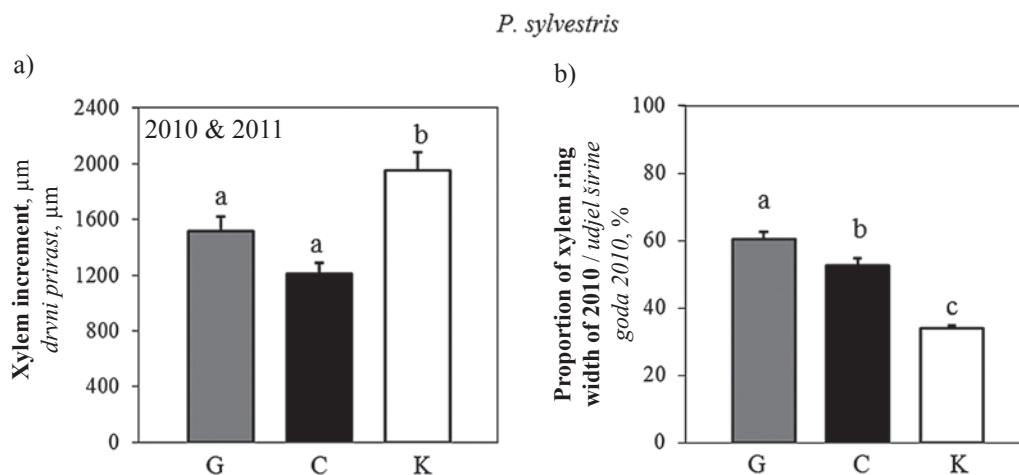 P. sylvestris
a)
Xylem increment, µm
drvni prirast, µm
2400
2000
1600
1200
800
400
0
2010 & 2011
a
a
b
G
C
K
b)
Proportion of xylem ring
width of 2010 / udjel širine
goda 2010, %
100
80
60
40
20
0
a
b
c
G
C
K